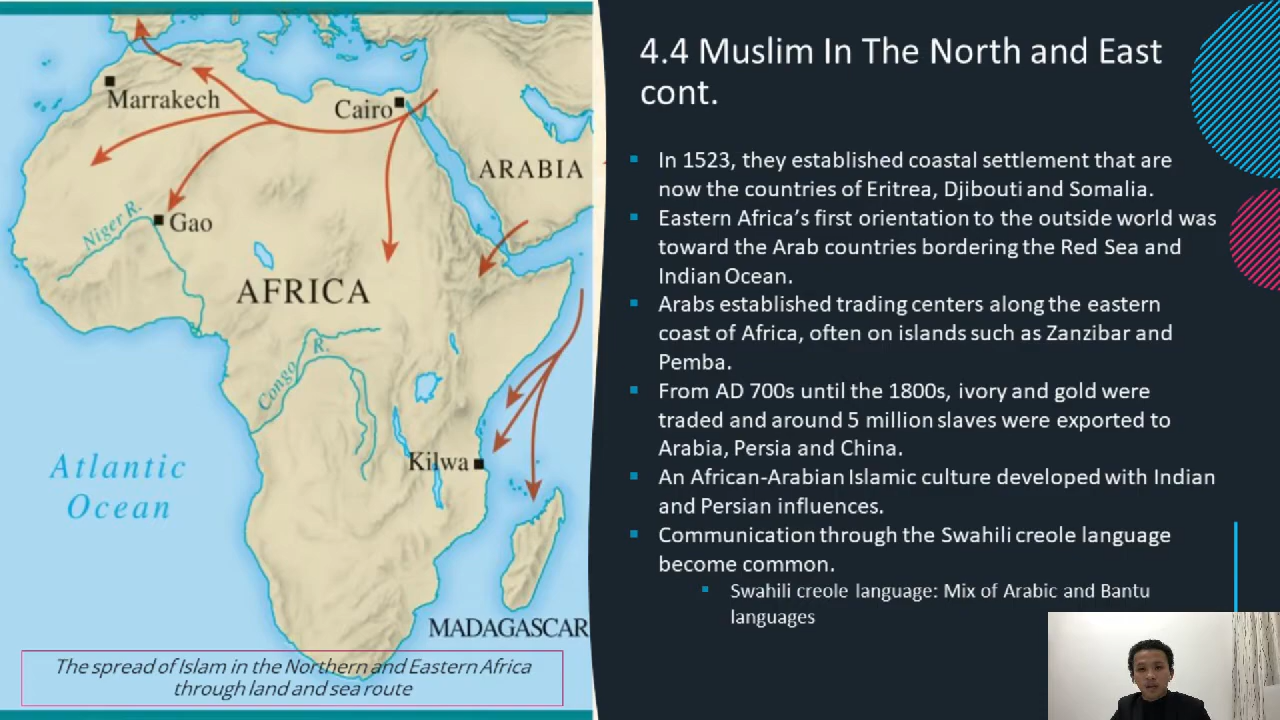 Marrakech
Cairo
ARABIA
Niger R.
Gao
AFRICA
Congo R.
Atlantic
Ocean
Kilwa
MADAGASCAR
The spread of Islam in the Northern and Eastern Africa
through land and sea route
4.4 Muslim In The North and East
cont.
In 1523, they established coastal settlement that are
now the countries of Eritrea, Djibouti and Somalia.
Eastern Africa's first orientation to the outside world was
toward the Arab countries bordering the Red Sea and
Indian Ocean.
Arabs established trading centers along the eastern
coast of Africa, often on islands such as Zanzibar and
Pemba.
From AD 700s until the 1800s, ivory and gold were
traded and around 5 million slaves were exported to
Arabia, Persia and China.
An African-Arabian Islamic culture developed with Indian
and Persian influences.
Communication through the Swahili creole language
become common.
Swahili creole language: Mix of Arabic and Bantu
languages